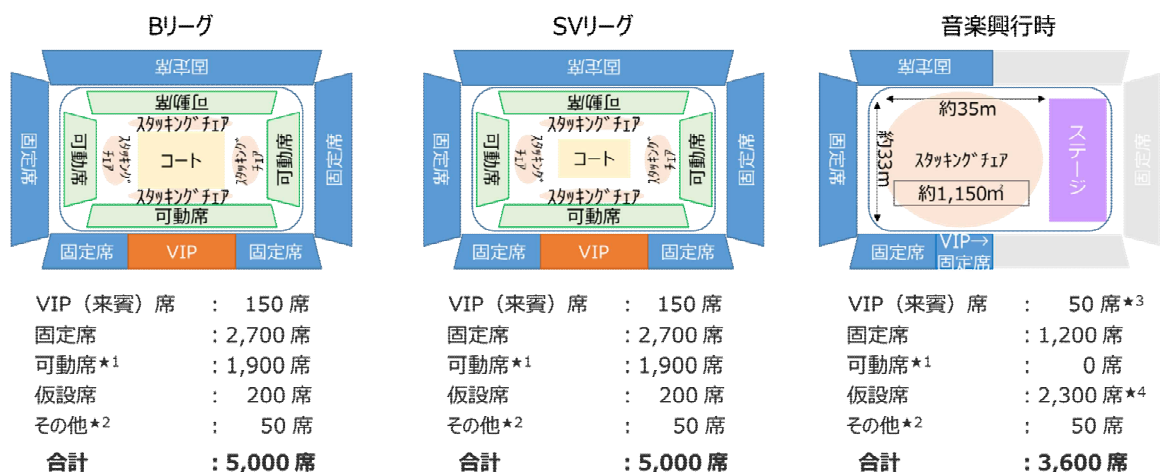 Bリーグ
固定席
可動席
スタッキングチェア
固定席
可動席
スタッキングチェア
コート
スタッキングチェア
可動席
固定席
スタッキングチェア
可動席
固定席
VIP
固定席
VIP（来賓）席 : 150 席
固定席 : 2,700 席
可動席★1 : 1,900 席
仮設席 : 200 席
その他★2 : 50 席
合計 : 5,000 席
SVリーグ
固定席
可動席
スタッキングチェア
固定席
可動席
スタッキングチェア
コート
スタッキングチェア
可動席
固定席
スタッキングチェア
可動席
固定席
VIP
固定席
VIP（来賓）席 : 150 席
固定席 : 2,700 席
可動席★1 : 1,900 席
仮設席 : 200 席
その他★2 : 50 席
合計 : 5,000 席
音楽興行時
固定席
約35m
固定席
約33m
スタッキングチェア
約1,150㎡
ステージ
固定席
固定席
VIP→
固定席
VIP（来賓）席 : 50 席★3
固定席 : 1,200 席
可動席★1 : 0 席
仮設席 : 2,300 席★4
その他★2 : 50 席
合計 : 3,600 席